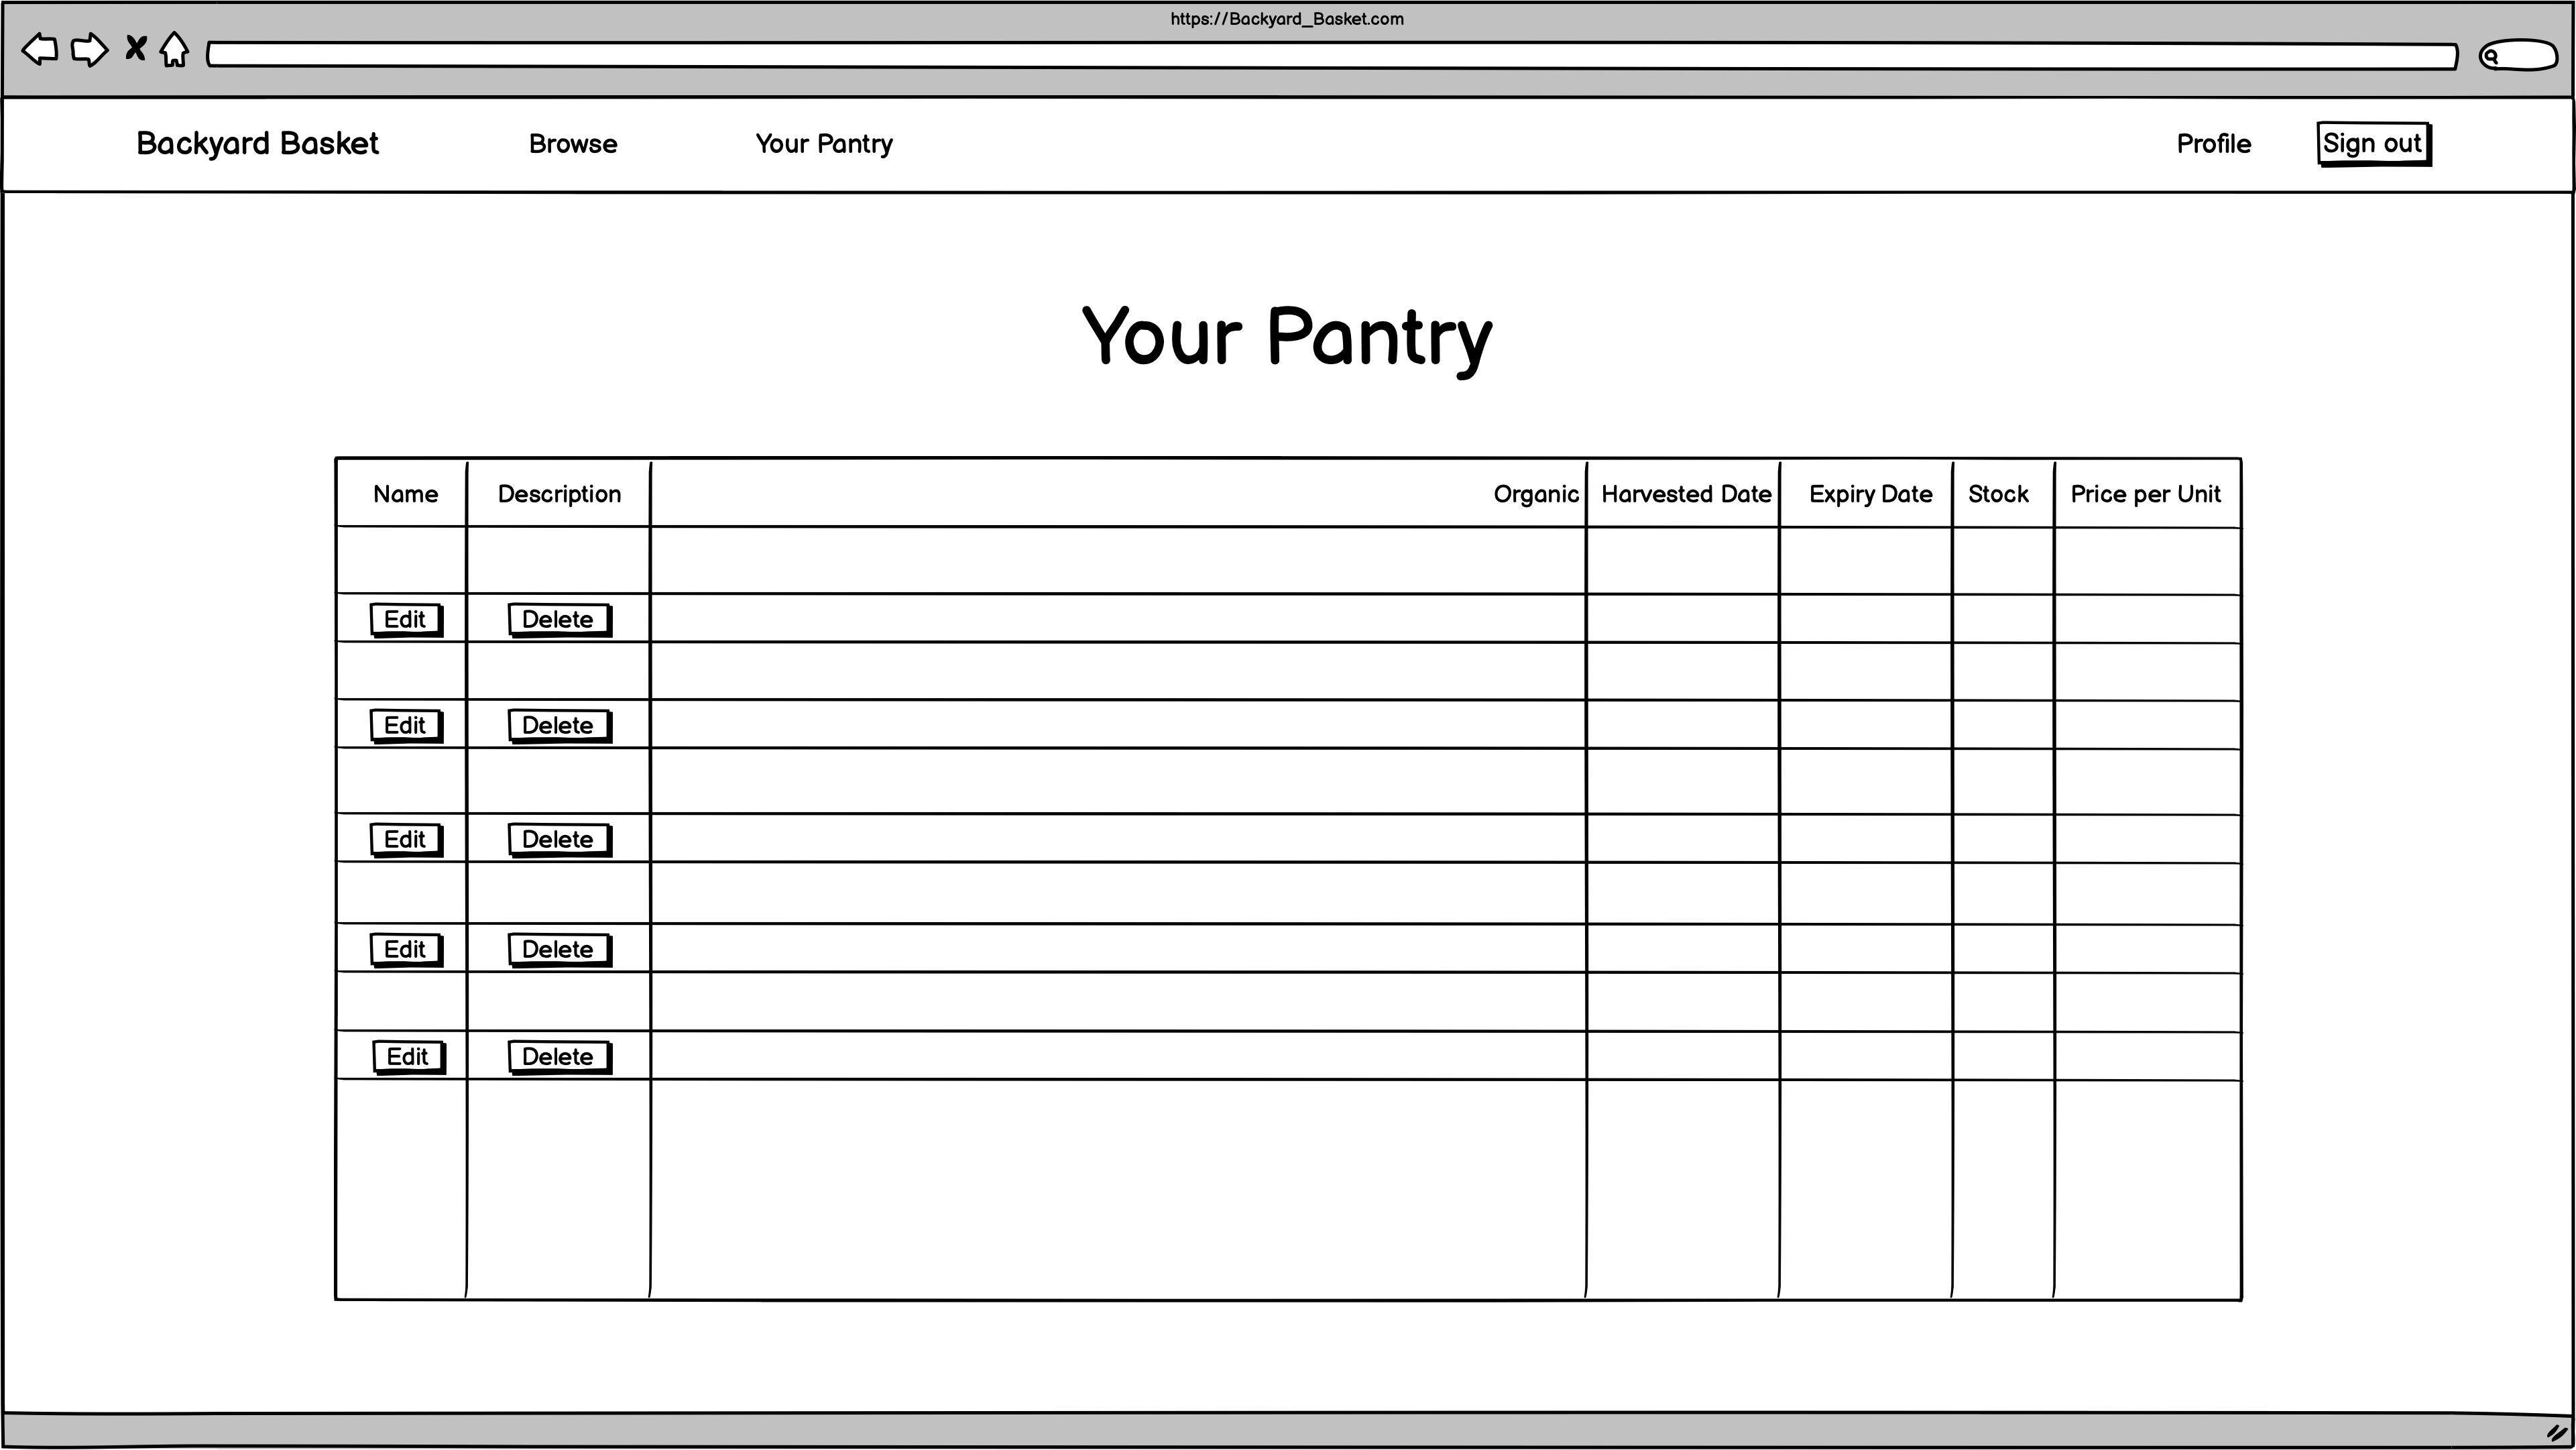 https://Backyard_Basket.com
Backyard Basket Browse Your Pantry Profile Sign out
Your Pantry
Name Description Organic Harvested Date Expiry Date Stock Price per Unit
Edit Delete
Edit Delete
Edit Delete
Edit Delete
Edit Delete